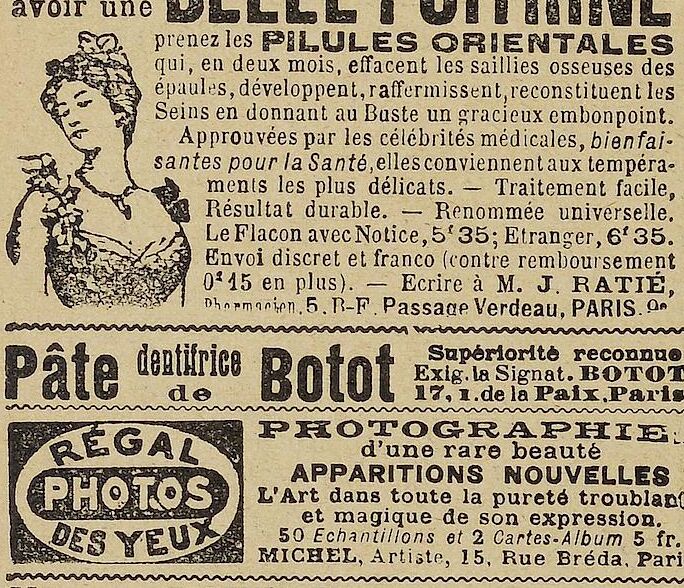 avoir une BELLE POITRINE
prenez les PILULES ORIENTALES
qui, en deux mois, effacent les saillies osseuses des
épaules, développent, raffermissent, reconstituent les
Seins en donnant au Buste un gracieux embonpoint.
Approuvées par les célébrités médicales, bienfai-
santes pour la Santé, elles conviennent aux tempéra-
ments les plus délicats. — Traitement facile,
Résultat durable. — Renommée universelle.
Le Flacon avec Notice, 5f 35; Etranger, 6f 35.
Envoi discret et franco (contre remboursement
0f 15 en plus). — Ecrire à M. J. RATIÉ,
Pharmacien, 5, B-F, Passage Verdeau, PARIS. 9e
Pâte dentifrice de Botot
Supériorité reconnue
Exig. la Signat. BOTOT
17, r. de la Paix, Paris
RÉGAL
PHOTOS
DES YEUX
PHOTOGRAPHIE
d'une rare beauté
APPARITIONS NOUVELLES
L'Art dans toute la pureté troublant
et magique de son expression.
50 Echantillons et 2 Cartes-Album 5 fr.
MICHEL, Artiste, 15, Rue Bréda, Pari